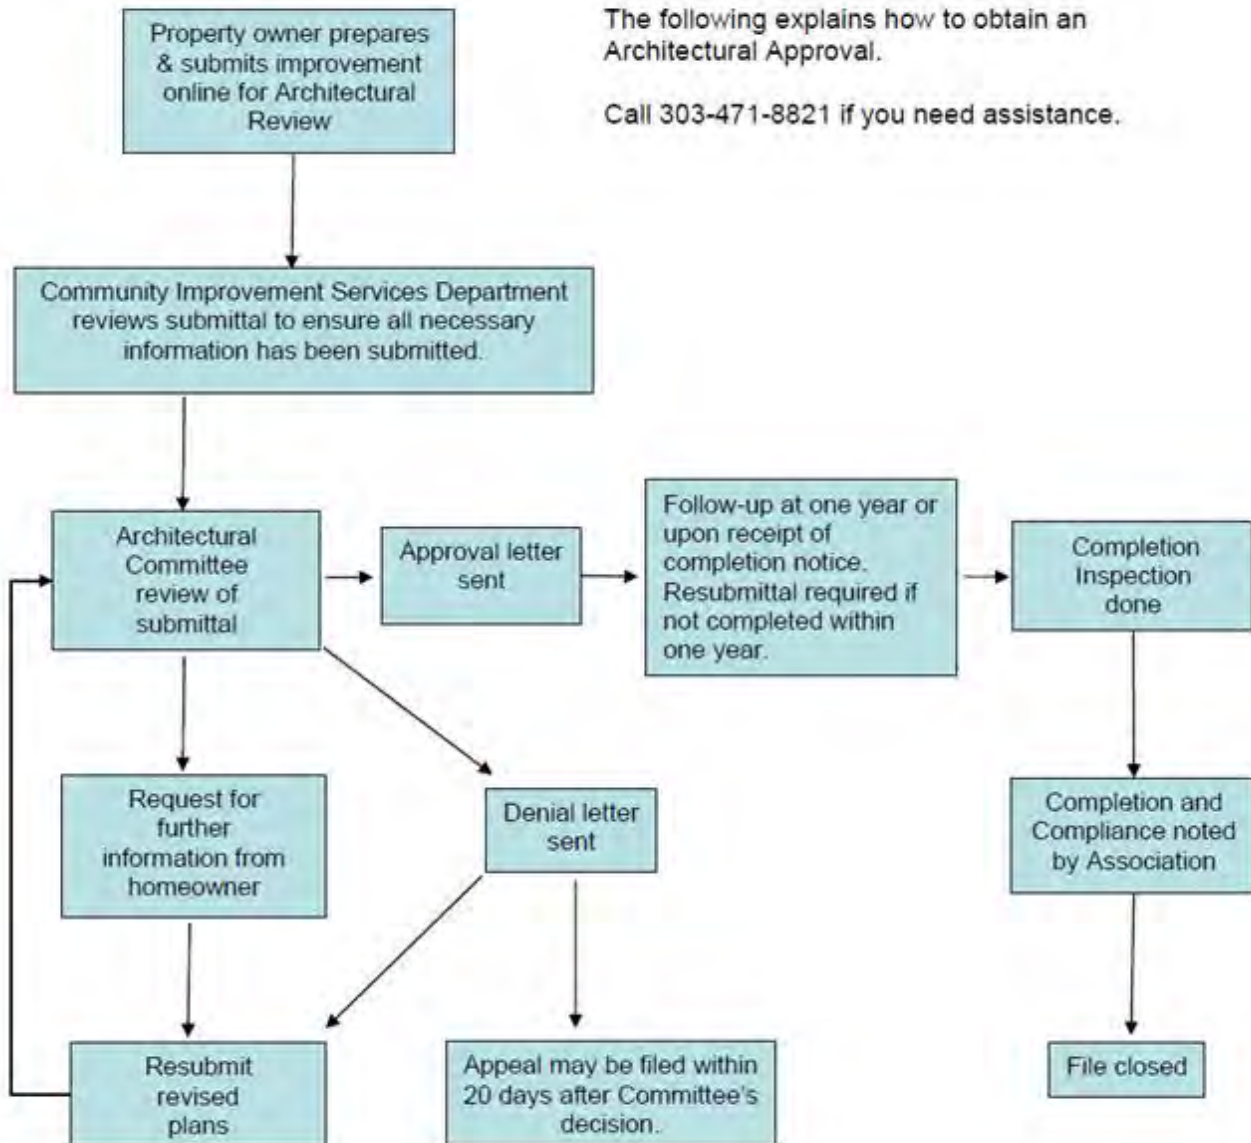 Property owner prepares
& submits improvement
online for Architectural
Review
The following explains how to obtain an
Architectural Approval.
Call 303-471-8821 if you need assistance.
Community Improvement Services Department
reviews submittal to ensure all necessary
information has been submitted.
Architectural
Committee
review of
submittal
Approval letter
sent
Follow-up at one year or
upon receipt of
completion notice.
Resubmittal required if
not completed within
one year.
Completion
Inspection
done
Request for
further
information from
homeowner
Denial letter
sent
Completion and
Compliance noted
by Association
Resubmit
revised
plans
Appeal may be filed within
20 days after Committee's
decision.
File closed